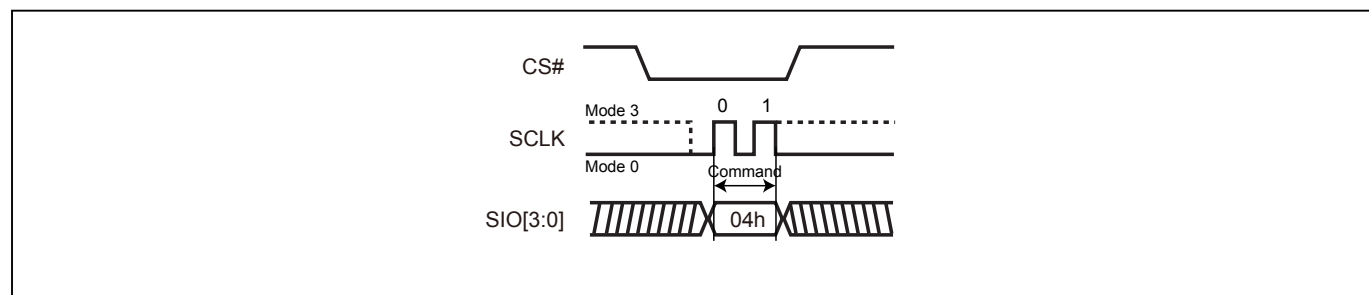 CS#
Mode 3
0 1
SCLK
Mode 0
Command
SIO[3:0]
04h